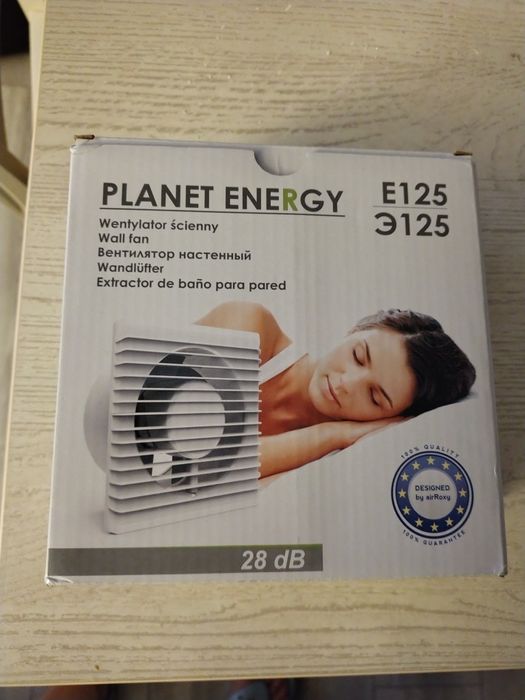 PLANET ENERGY
E125
Э125
Wentylator ścienny
Wall fan
Вентилятор настенный
Wandlüfter
Extractor de baño para pared
100% QUALITY
DESIGNED
by airRoxy
100% GUARANTEE
28 dB